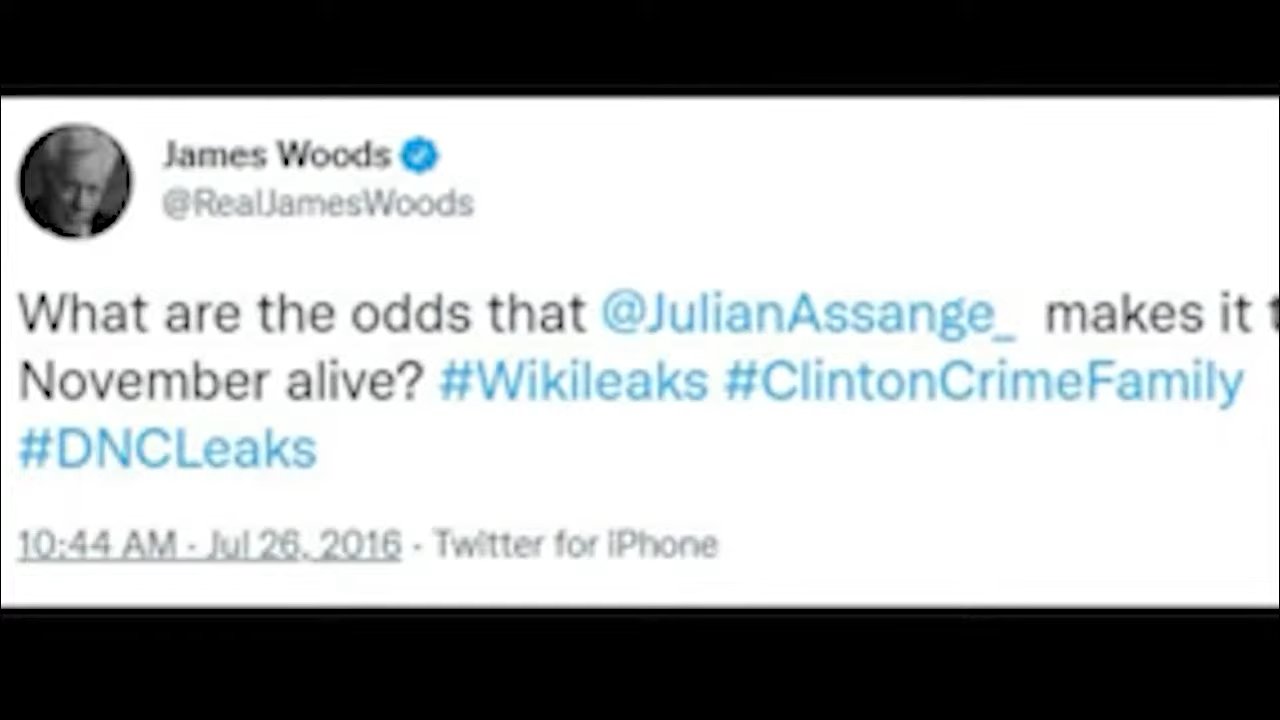 James Woods
@RealJamesWoods
What are the odds that @JulianAssange_ makes it
November alive? #Wikileaks #ClintonCrimeFamily
#DNCLeaks
10:44 AM · Jul 26, 2016 · Twitter for iPhone